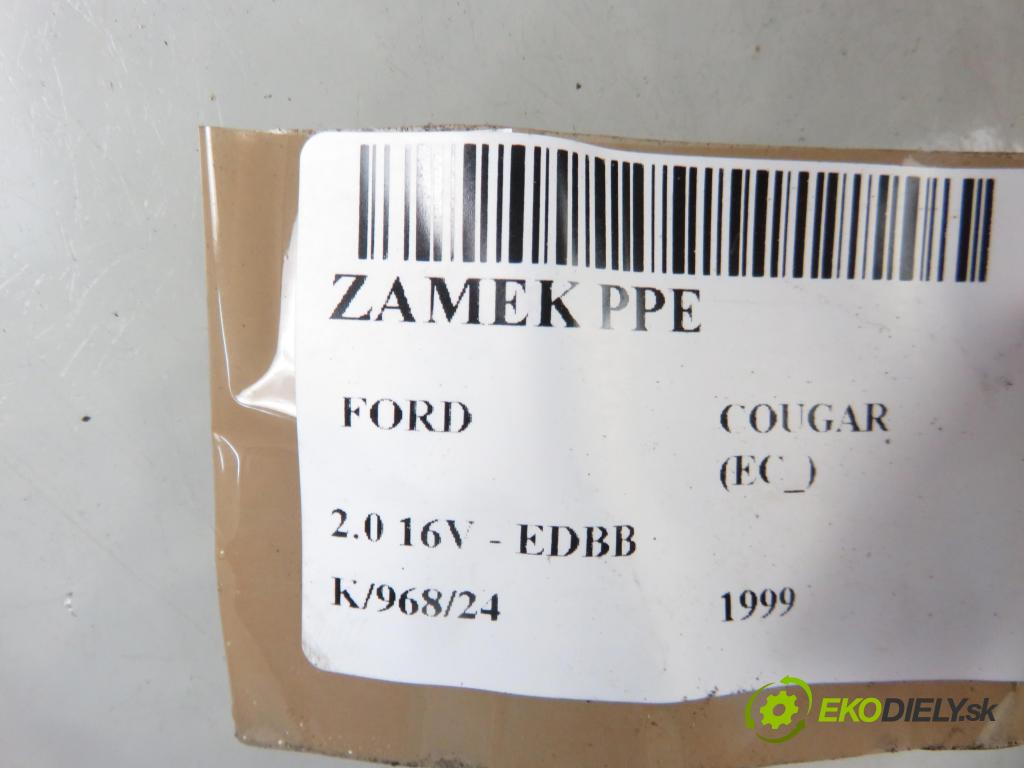 ZAMEK PPE
FORD COUGAR
(EC_)
2.0 16V - EDBB
K/968/24 1999
EKODIELY.sk